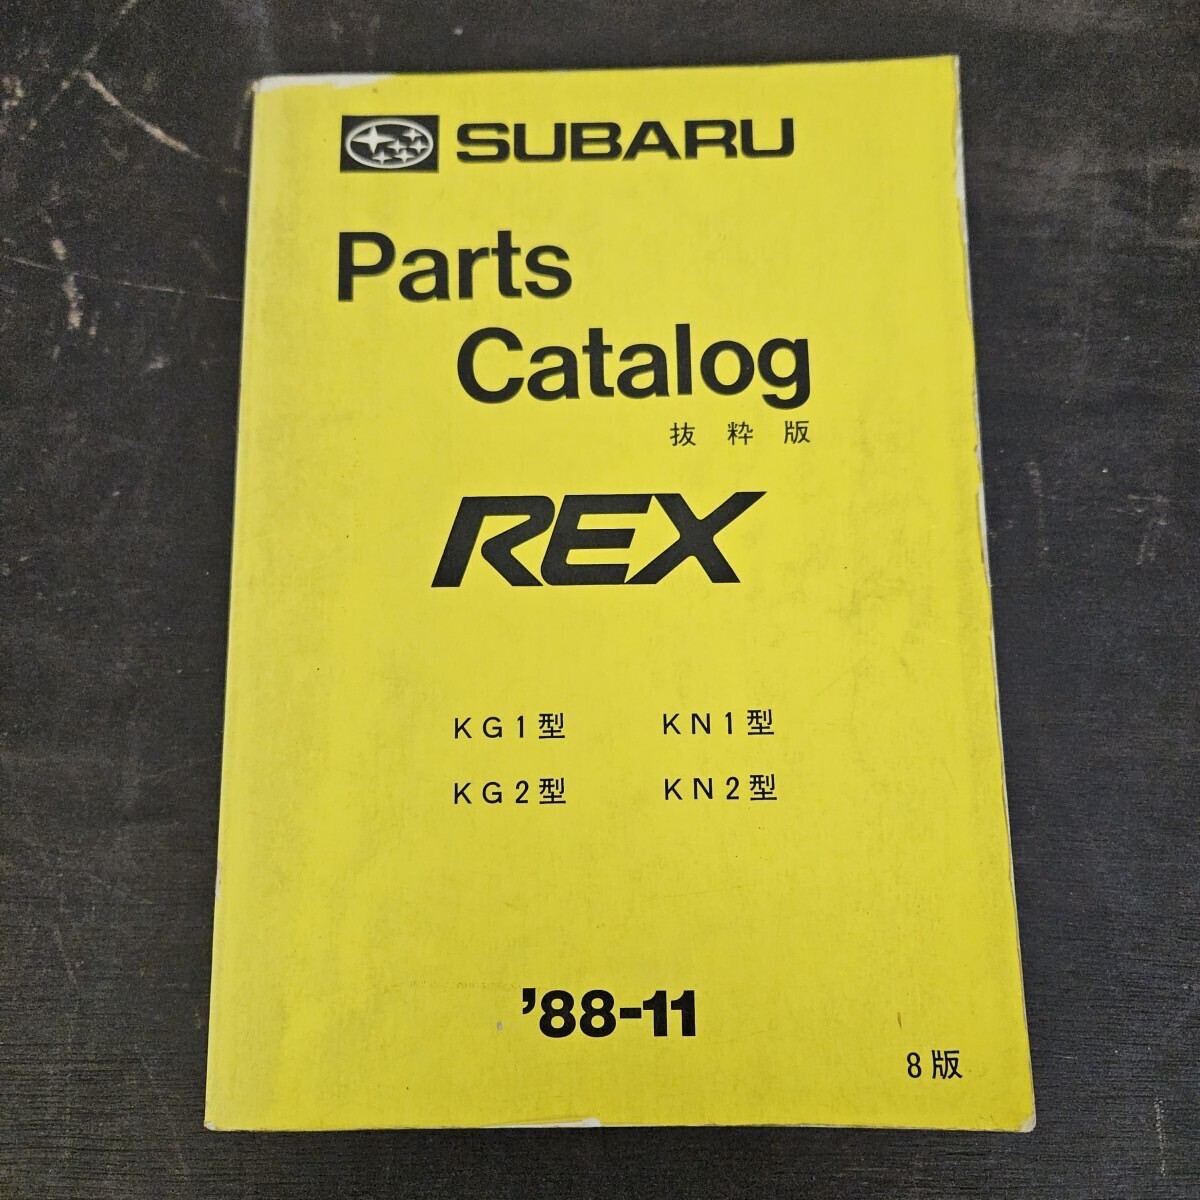 SUBARU
Parts
Catalog
抜粋版
REX
KG1型 KN1型
KG2型 KN2型
'88-11
8版